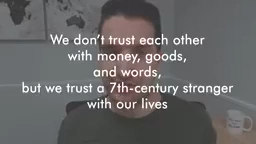 We don't trust each other
with money, goods,
and words,
but we trust a 7th-century stranger
with our lives